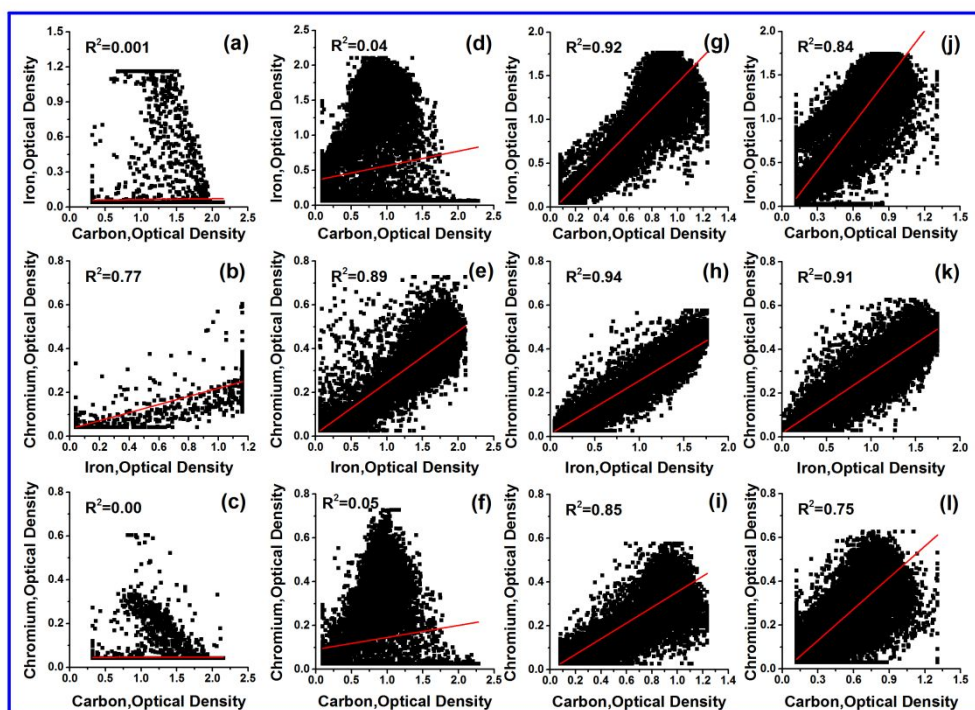 R²=0.001 (a)
Iron,Optical Density
1.5
1.2
0.9
0.6
0.3
0.0
0.0 0.5 1.0 1.5 2.0 2.5
Carbon,Optical Density
R²=0.04 (d)
Iron,Optical Density
2.5
2.0
1.5
1.0
0.5
0.0
0.0 0.5 1.0 1.5 2.0 2.5
Carbon,Optical Density
R²=0.92 (g)
Iron,Optical Density
2.0
1.5
1.0
0.5
0.0
0.0 0.2 0.4 0.6 0.8 1.0 1.2 1.4
Carbon,Optical Density
R²=0.84 (j)
Iron,Optical Density
2.0
1.5
1.0
0.5
0.0
0.0 0.3 0.6 0.9 1.2 1.5
Carbon,Optical Density
R²=0.77 (b)
Chromium,Optical Density
0.8
0.6
0.4
0.2
0.0
0.0 0.2 0.4 0.6 0.8 1.0 1.2
Iron,Optical Density
R²=0.89 (e)
Chromium,Optical Density
0.8
0.6
0.4
0.2
0.0
0.0 0.5 1.0 1.5 2.0 2.5
Iron,Optical Density
R²=0.94 (h)
Chromium,Optical Density
0.8
0.6
0.4
0.2
0.0
0.0 0.5 1.0 1.5 2.0
Iron,Optical Density
R²=0.91 (k)
Chromium,Optical Density
0.8
0.6
0.4
0.2
0.0
0.0 0.5 1.0 1.5 2.0
Iron,Optical Density
R²=0.00 (c)
Chromium,Optical Density
0.8
0.6
0.4
0.2
0.0
0.0 0.5 1.0 1.5 2.0 2.5
Carbon,Optical Density
R²=0.05 (f)
Chromium,Optical Density
0.8
0.6
0.4
0.2
0.0
0.0 0.5 1.0 1.5 2.0 2.5
Carbon,Optical Density
R²=0.85 (i)
Chromium,Optical Density
0.8
0.6
0.4
0.2
0.0
0.0 0.2 0.4 0.6 0.8 1.0 1.2 1.4
Carbon,Optical Density
R²=0.75 (l)
Chromium,Optical Density
0.8
0.6
0.4
0.2
0.0
0.0 0.3 0.6 0.9 1.2 1.5
Carbon,Optical Density